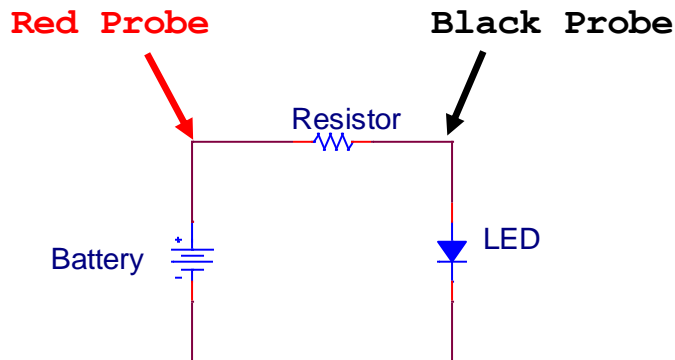 Red Probe
Black Probe
Resistor
+
Battery
-
LED